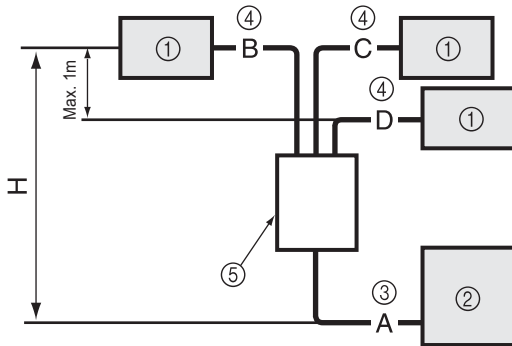 ④ ④
① B C ①
Max. 1m
④
D ①
H
⑤
③
A ②